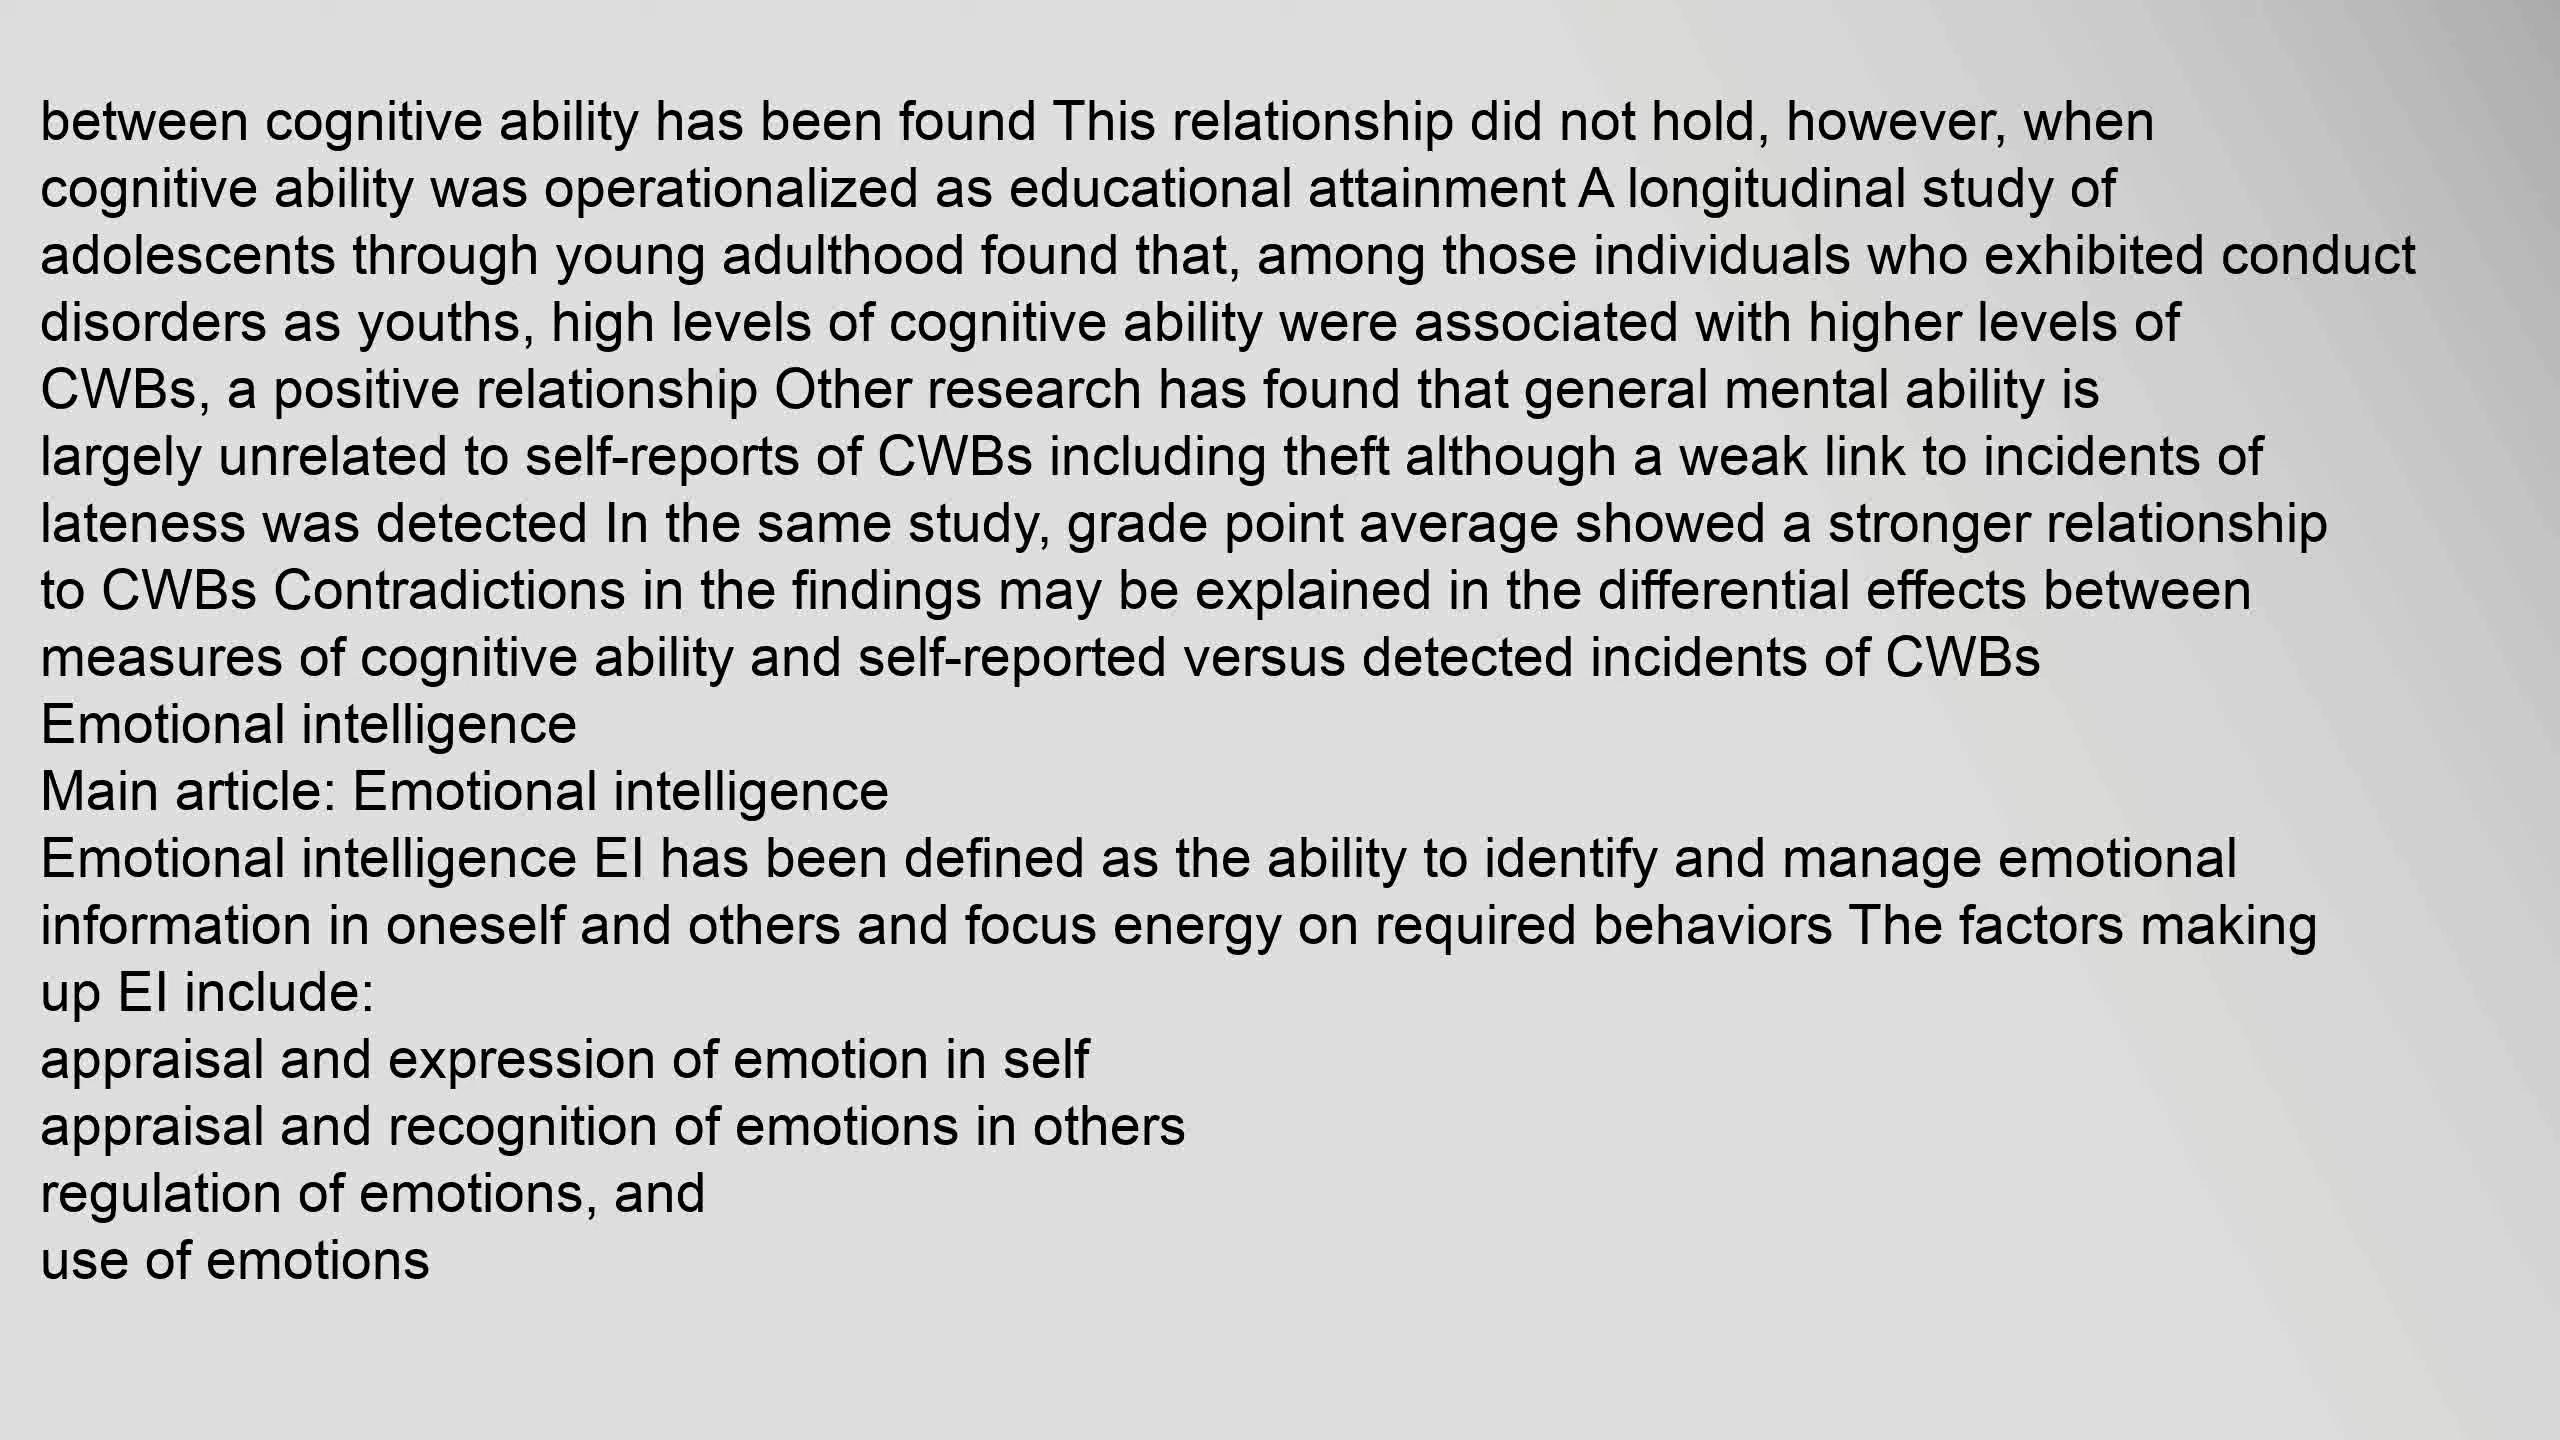 between cognitive ability has been found This relationship did not hold, however, when
cognitive ability was operationalized as educational attainment A longitudinal study of
adolescents through young adulthood found that, among those individuals who exhibited conduct
disorders as youths, high levels of cognitive ability were associated with higher levels of
CWBs, a positive relationship Other research has found that general mental ability is
largely unrelated to self-reports of CWBs including theft although a weak link to incidents of
lateness was detected In the same study, grade point average showed a stronger relationship
to CWBs Contradictions in the findings may be explained in the differential effects between
measures of cognitive ability and self-reported versus detected incidents of CWBs
Emotional intelligence
Main article: Emotional intelligence
Emotional intelligence EI has been defined as the ability to identify and manage emotional
information in oneself and others and focus energy on required behaviors The factors making
up EI include:
appraisal and expression of emotion in self
appraisal and recognition of emotions in others
regulation of emotions, and
use of emotions